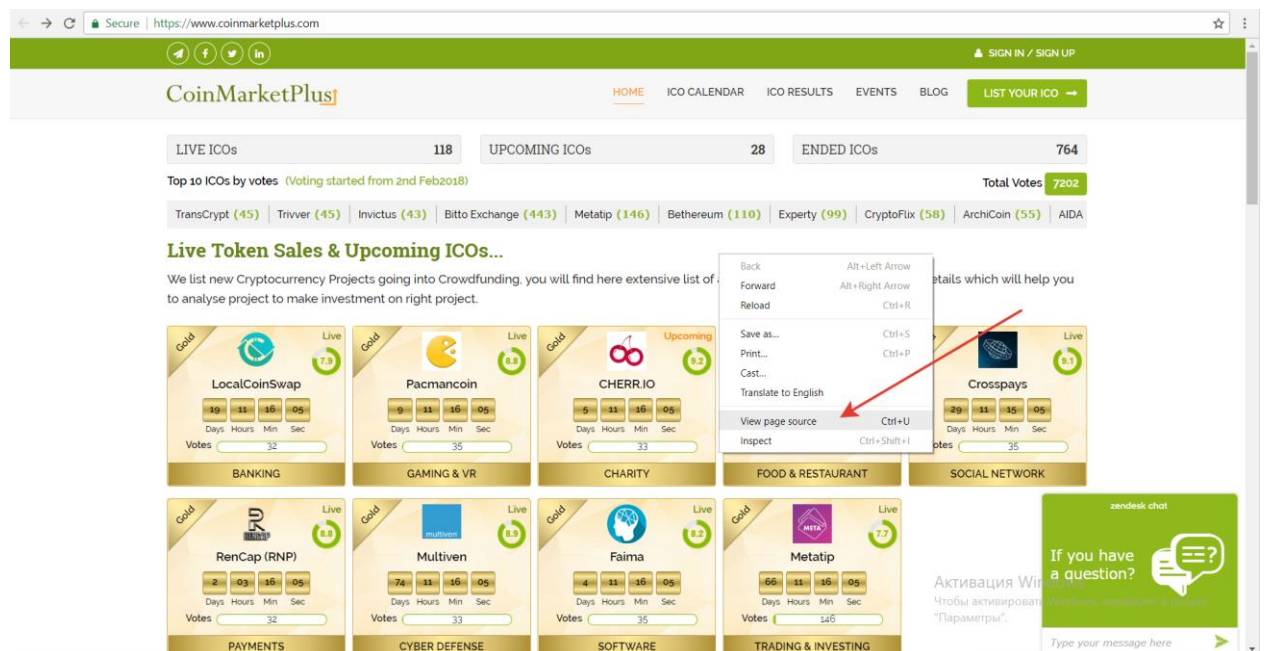 Secure | https://www.coinmarketplus.com
SIGN IN / SIGN UP
CoinMarketPlus
HOME ICO CALENDAR ICO RESULTS EVENTS BLOG LIST YOUR ICO
LIVE ICOs 118 UPCOMING ICOs 28 ENDED ICOs 764
Top 10 ICOs by votes (Voting started from 2nd Feb2018) Total Votes 7202
TransCrypt (45) Trivver (45) Invictus (43) Bitto Exchange (443) Metatip (146) Bethereum (110) Experty (99) CryptoFlix (58) ArchiCoin (55) AIDA
Live Token Sales & Upcoming ICOs...
We list new Cryptocurrency Projects going into Crowdfunding, you will find here extensive list of
etails which will help you
to analyse project to make investment on right project.
Back Alt+Left Arrow
Forward Alt+Right Arrow
Reload Ctrl+R
Save as... Ctrl+S
Print... Ctrl+P
Cast...
Translate to English
View page source Ctrl+U
Inspect Ctrl+Shift+I
Gold Live Gold Live Gold Upcoming Live
7.9 8.8 9.2 9.1
LocalCoinSwap Pacmancoin CHERR.IO Crosspays
19 11 16 05 9 11 16 05 5 11 16 05 29 11 15 05
Days Hours Min Sec Days Hours Min Sec Days Hours Min Sec Days Hours Min Sec
Votes 32 Votes 35 Votes 33 otes 35
BANKING GAMING & VR CHARITY FOOD & RESTAURANT SOCIAL NETWORK
Gold Live Gold Live Gold Live Gold Live
8.8 multiven 8.9 8.2 META 7.7
RenCap (RNP) Multiven Faima Metatip
2 03 16 05 74 11 16 05 4 11 16 05 66 11 16 05
Days Hours Min Sec Days Hours Min Sec Days Hours Min Sec Days Hours Min Sec
Votes 32 Votes 33 Votes 35 Votes 146
PAYMENTS CYBER DEFENSE SOFTWARE TRADING & INVESTING
zendesk chat
If you have
a question?
Активация Win
Чтобы активировать
"Параметры".
Type your message here